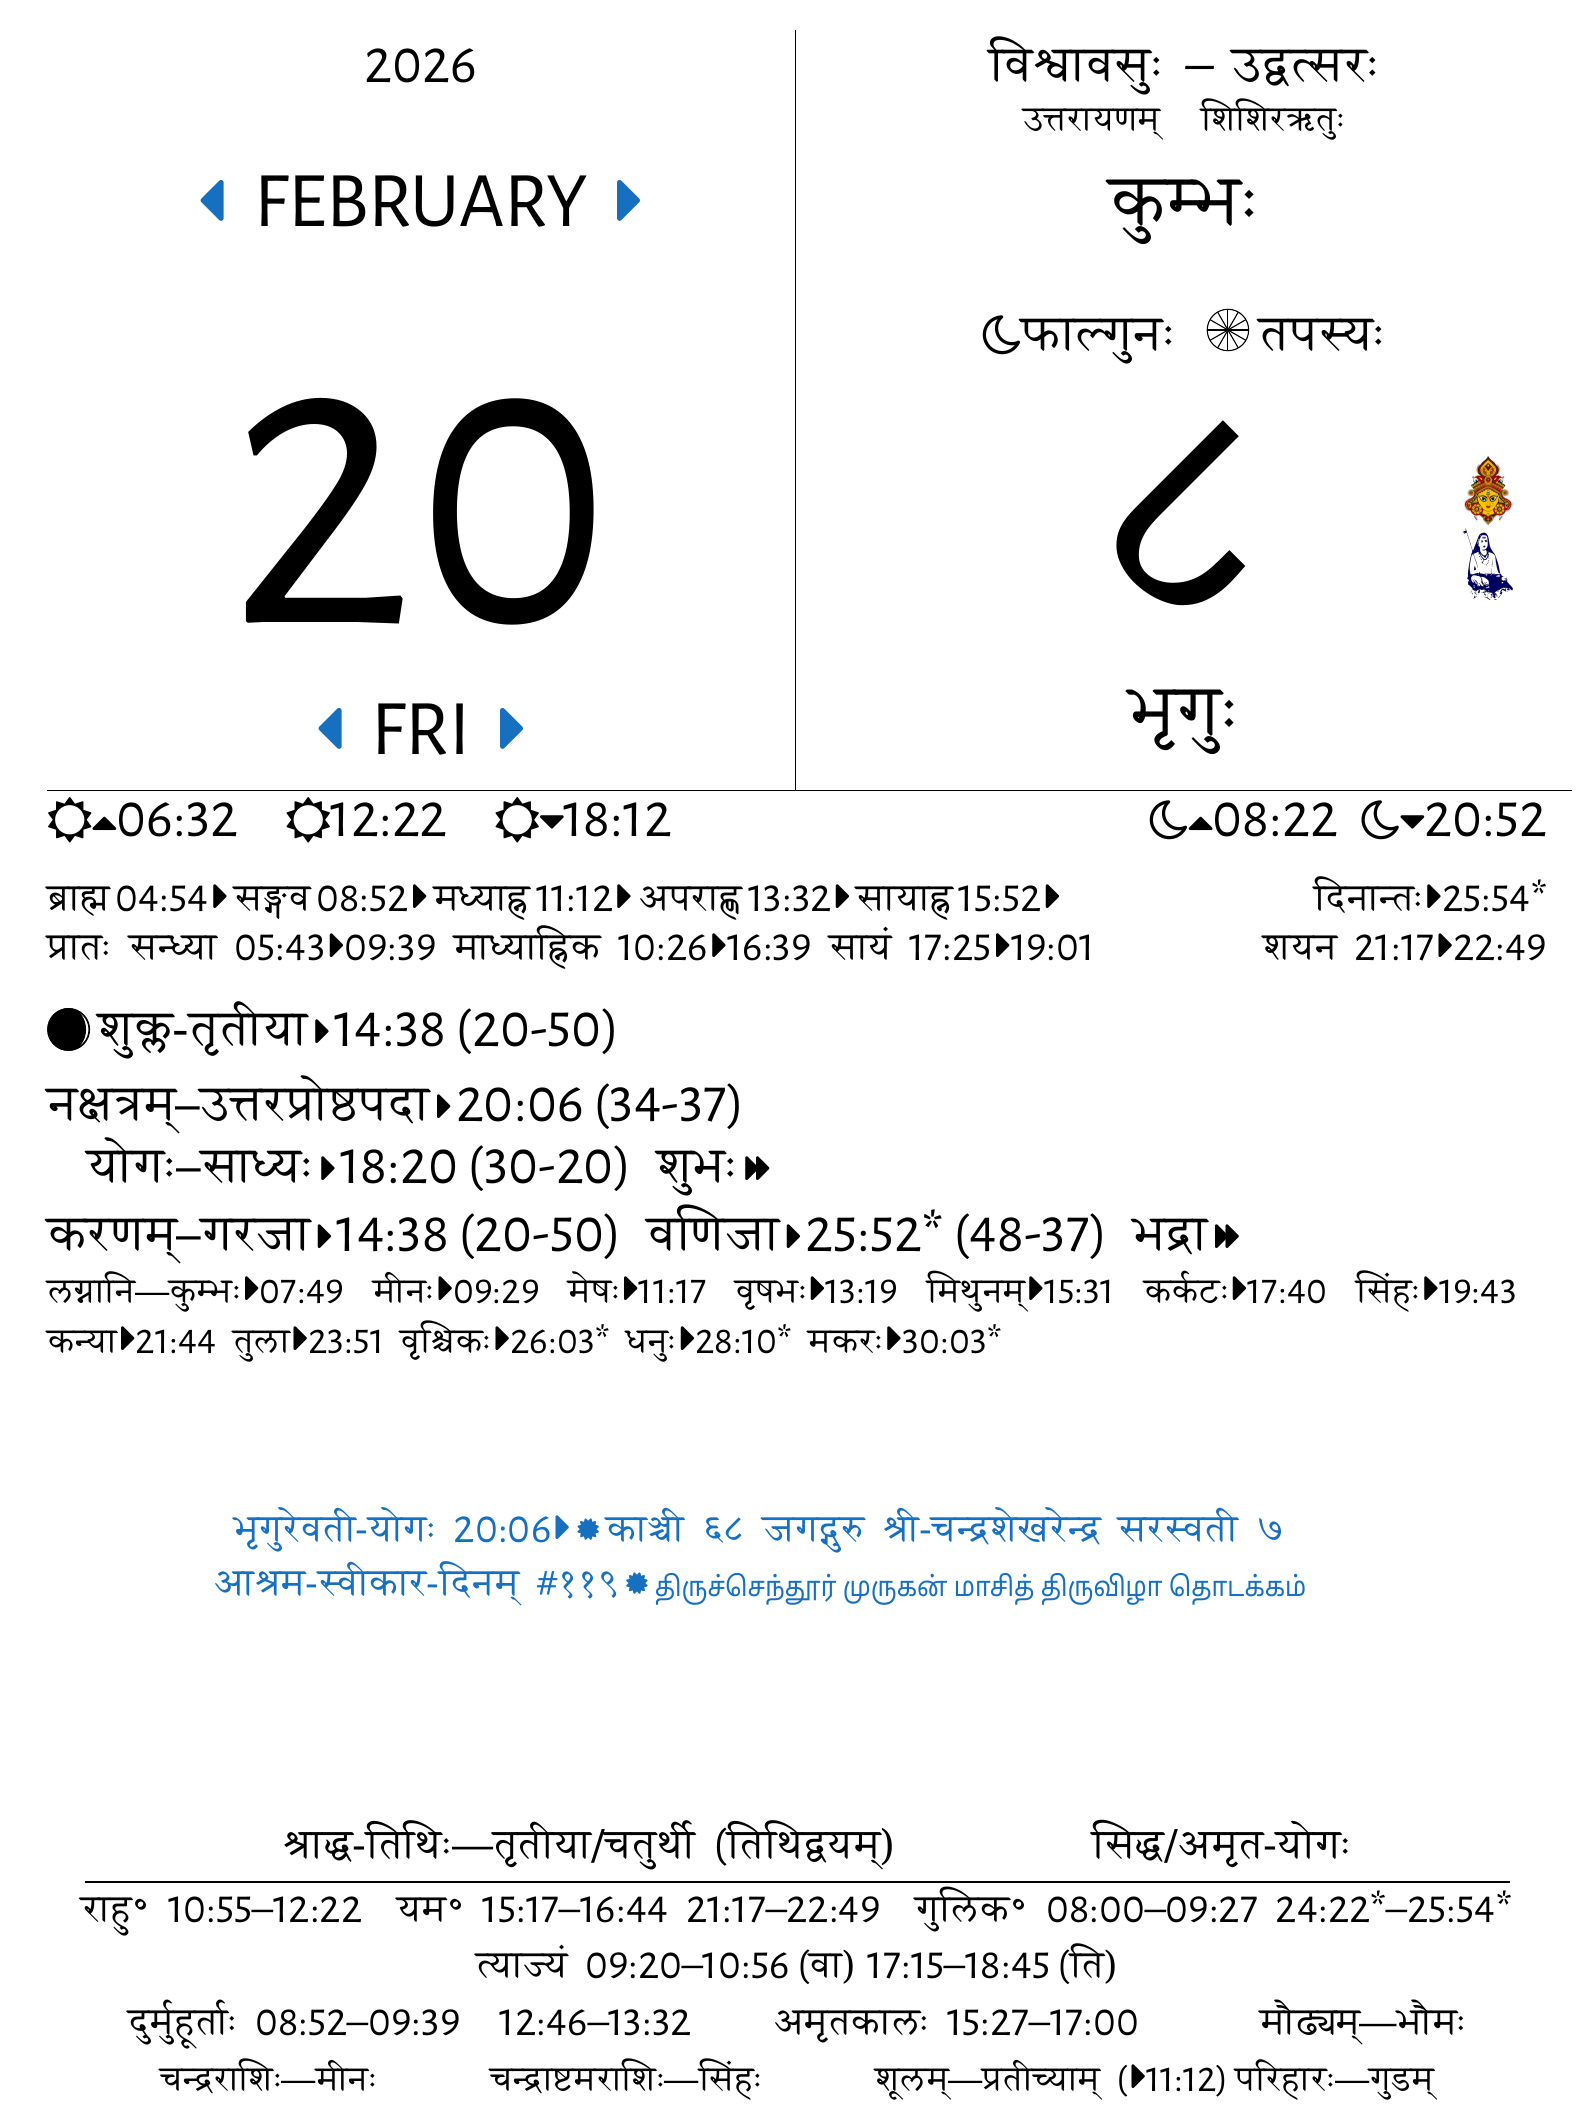 2026
FEBRUARY
20
FRI
विश्वावसुः – उद्वत्सरः
उत्तरायणम् शिशिरऋतुः
कुम्भः
फाल्गुनः तपस्यः
८
भृगुः
06:32 12:22 18:12 08:22 20:52
ब्राह्म 04:54 सङ्गव 08:52 मध्याह्न 11:12 अपराह्ण 13:32 सायाह्न 15:52 दिनान्तः 25:54*
प्रातः सन्ध्या 05:43 09:39 माध्याह्निक 10:26 16:39 सायं 17:25 19:01 शयन 21:17 22:49
शुक्ल-तृतीया 14:38 (20-50)
नक्षत्रम्–उत्तरप्रोष्ठपदा 20:06 (34-37)
योगः–साध्यः 18:20 (30-20) शुभः
करणम्–गरजा 14:38 (20-50) वणिजा 25:52* (48-37) भद्रा
लग्नानि—कुम्भः 07:49 मीनः 09:29 मेषः 11:17 वृषभः 13:19 मिथुनम् 15:31 कर्कटः 17:40 सिंहः 19:43
कन्या 21:44 तुला 23:51 वृश्चिकः 26:03* धनुः 28:10* मकरः 30:03*
भृगुरेवती-योगः 20:06 काञ्ची ६८ जगद्गुरु श्री-चन्द्रशेखरेन्द्र सरस्वती ७
आश्रम-स्वीकार-दिनम् #११९ திருச்செந்தூர் முருகன் மாசித் திருவிழா தொடக்கம்
श्राद्ध-तिथिः—तृतीया/चतुर्थी (तिथिद्वयम्) सिद्ध/अमृत-योगः
राहु॰ 10:55–12:22 यम॰ 15:17–16:44 21:17–22:49 गुलिक॰ 08:00–09:27 24:22*–25:54*
त्याज्यं 09:20–10:56 (वा) 17:15–18:45 (ति)
दुर्मुहूर्ताः 08:52–09:39 12:46–13:32 अमृतकालः 15:27–17:00 मौढ्यम्—भौमः
चन्द्रराशिः—मीनः चन्द्राष्टमराशिः—सिंहः शूलम्—प्रतीच्याम् (11:12) परिहारः—गुडम्